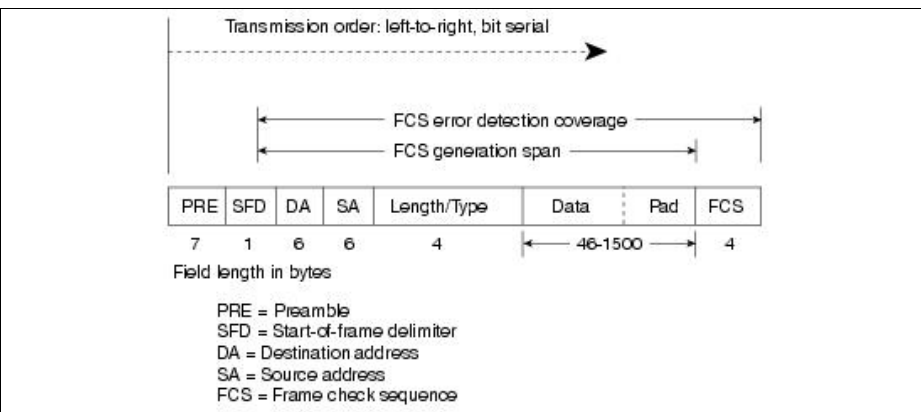 Transmission order: left-to-right, bit serial
FCS error detection coverage
FCS generation span
PRE SFD DA SA Length/Type Data Pad FCS
7 1 6 6 4 46-1500 4
Field length in bytes
PRE = Preamble
SFD = Start-of-frame delimiter
DA = Destination address
SA = Source address
FCS = Frame check sequence